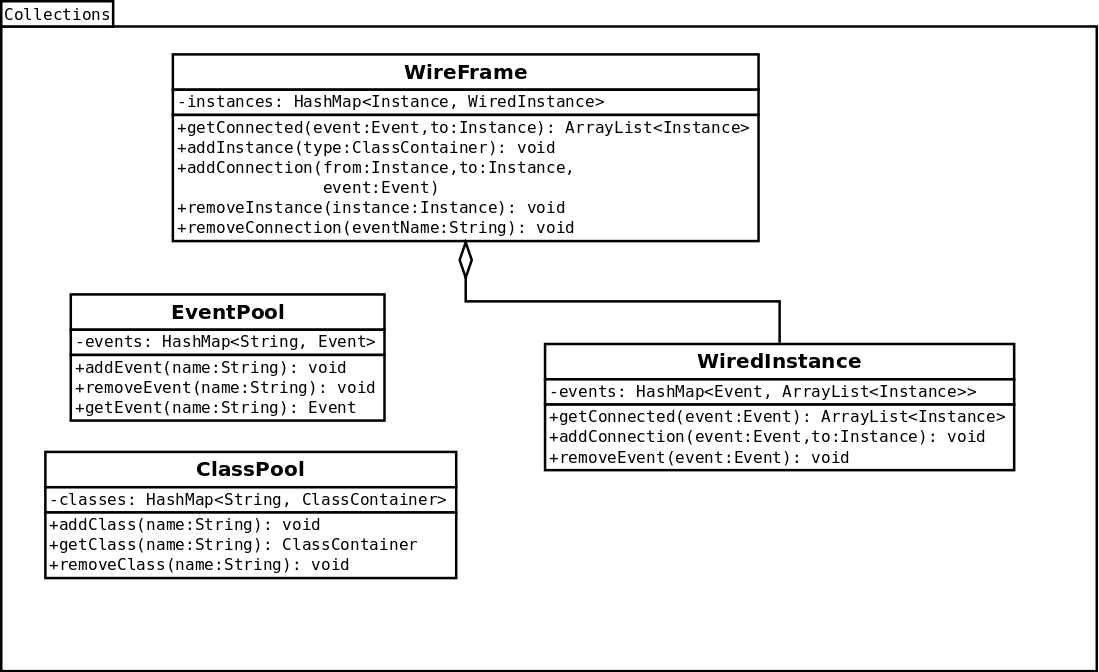 Collections
WireFrame
-instances: HashMap<Instance, WiredInstance>
+getConnected(event:Event,to:Instance): ArrayList<Instance>
+addInstance(type:ClassContainer): void
+addConnection(from:Instance,to:Instance,
event:Event)
+removeInstance(instance:Instance): void
+removeConnection(eventName:String): void
EventPool
-events: HashMap<String, Event>
+addEvent(name:String): void
+removeEvent(name:String): void
+getEvent(name:String): Event
WiredInstance
-events: HashMap<Event, ArrayList<Instance>>
+getConnected(event:Event): ArrayList<Instance>
+addConnection(event:Event,to:Instance): void
+removeEvent(event:Event): void
ClassPool
-classes: HashMap<String, ClassContainer>
+addClass(name:String): void
+getClass(name:String): ClassContainer
+removeClass(name:String): void